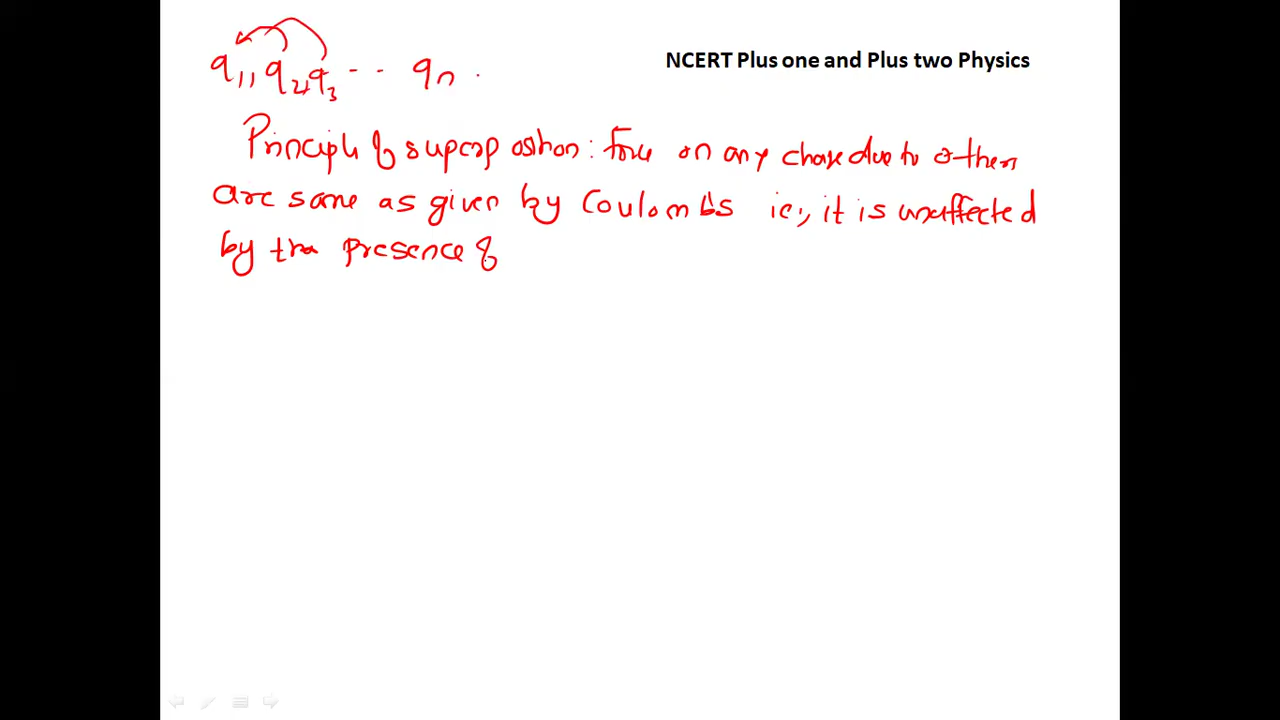 q1, q2, q3 -- qn .
NCERT Plus one and Plus two Physics
Principle of superposition: Force on any charge due to others
are same as given by Coulombs ie., it is unaffected
by the presence of